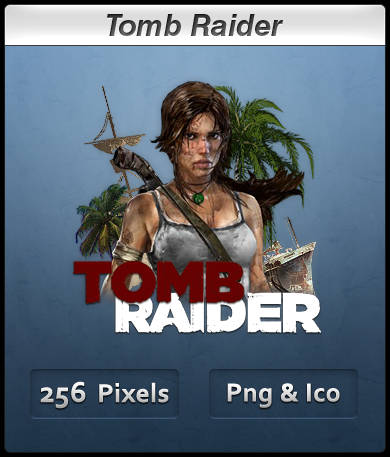 Tomb Raider
TOMB
RAIDER
256 Pixels
Png & Ico